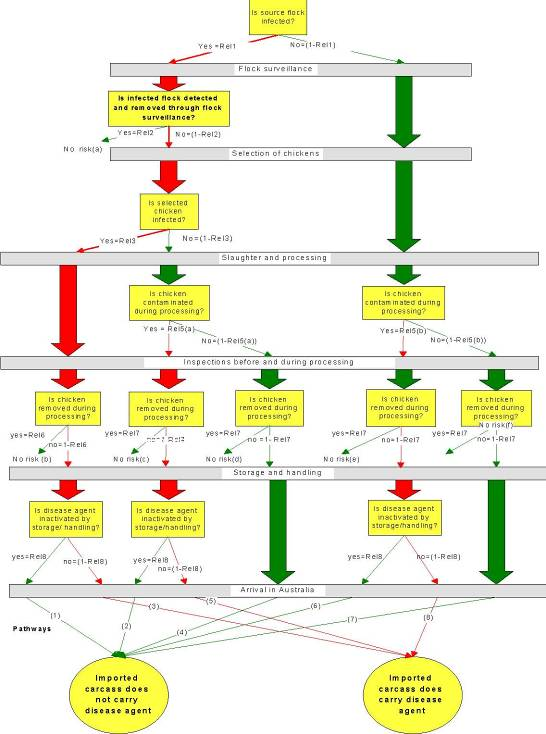 Is source flock
infected?
Yes =Rel1
No=(1-Rel1)
Flock surveillance
Is infected flock detected
and removed through flock
surveillance?
Yes=Rel2
No=(1-Rel2)
No risk(a)
Selection of chickens
Is selected
chicken
infected?
Yes=Rel3
No=(1-Rel3)
Slaughter and processing
Is chicken
contaminated
during processing?
Is chicken
contaminated
during processing?
Yes = Rel5(a)
No=(1-Rel5(a))
Yes=Rel5(b)
No=(1-Rel5(b))
Inspections before and during processing
Is chicken
removed during
processing?
Is chicken
removed during
processing?
Is chicken
removed during
processing?
Is chicken
removed during
processing?
Is chicken
removed during
processing?
No risk(f)
yes=Rel6
no=1-Rel6
yes=Rel7
yes=Rel7
no =1-Rel7
yes=Rel7
no=1-Rel7
yes=Rel7
no=1-Rel7
No risk (b)
No risk(c)
No risk(d)
No risk(e)
Storage and handling
Is disease agent
inactivated by
storage/ handling?
Is disease agent
inactivated by
storage/handling?
Is disease agent
inactivated by
storage/handling?
yes=Rel8
no=(1-Rel8)
yes=Rel8
no=(1-Rel8)
yes=Rel8
no=(1-Rel8)
Arrival in Australia
(1)
(2)
(3)
(4)
(5)
(6)
(7)
(8)
Pathways
Imported
carcass does
not carry
disease agent
Imported
carcass does
carry disease
agent